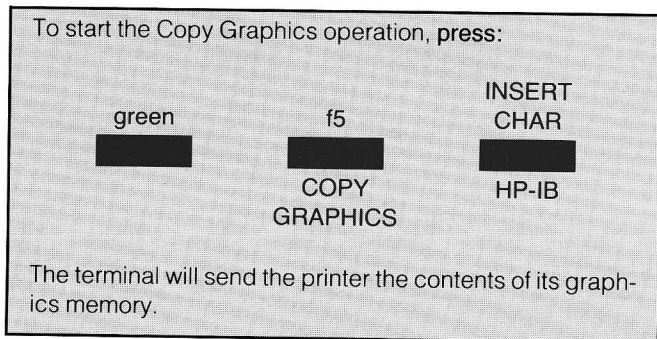 To start the Copy Graphics operation, press:
INSERT
green f5 CHAR
COPY HP-IB
GRAPHICS
The terminal will send the printer the contents of its graph-
ics memory.